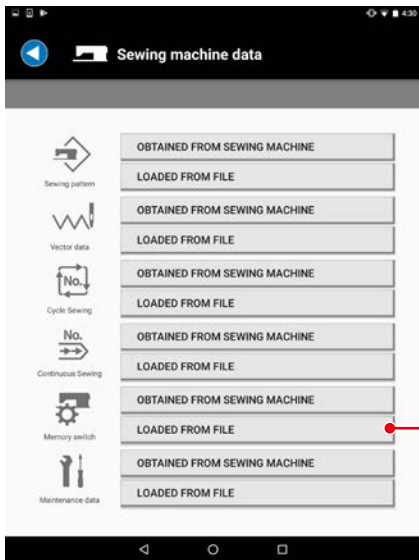 4:30
Sewing machine data
OBTAINED FROM SEWING MACHINE
LOADED FROM FILE
Sewing pattern
OBTAINED FROM SEWING MACHINE
LOADED FROM FILE
Vector data
No.
OBTAINED FROM SEWING MACHINE
LOADED FROM FILE
Cycle Sewing
No.
OBTAINED FROM SEWING MACHINE
LOADED FROM FILE
Continuous Sewing
OBTAINED FROM SEWING MACHINE
LOADED FROM FILE
Memory switch
OBTAINED FROM SEWING MACHINE
LOADED FROM FILE
Maintenance data